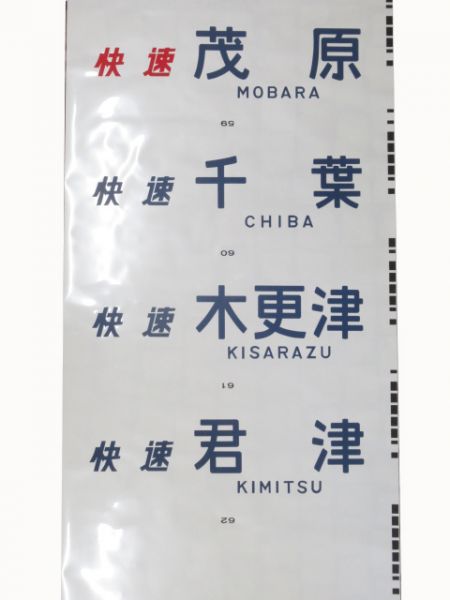 快速 茂原
MOBARA
59
快速 千葉
CHIBA
60
快速 木更津
KISARAZU
61
快速 君津
KIMITSU
62